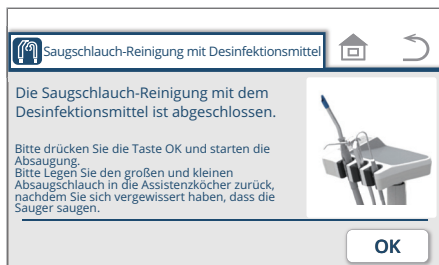 Saugschlauch-Reinigung mit Desinfektionsmittel
Die Saugschlauch-Reinigung mit dem
Desinfektionsmittel ist abgeschlossen.
Bitte drücken Sie die Taste OK und starten die
Absaugung.
Bitte Legen Sie den großen und kleinen
Absaugschlauch in die Assistenzköcher zurück,
nachdem Sie sich vergewissert haben, dass die
Sauger saugen.
OK